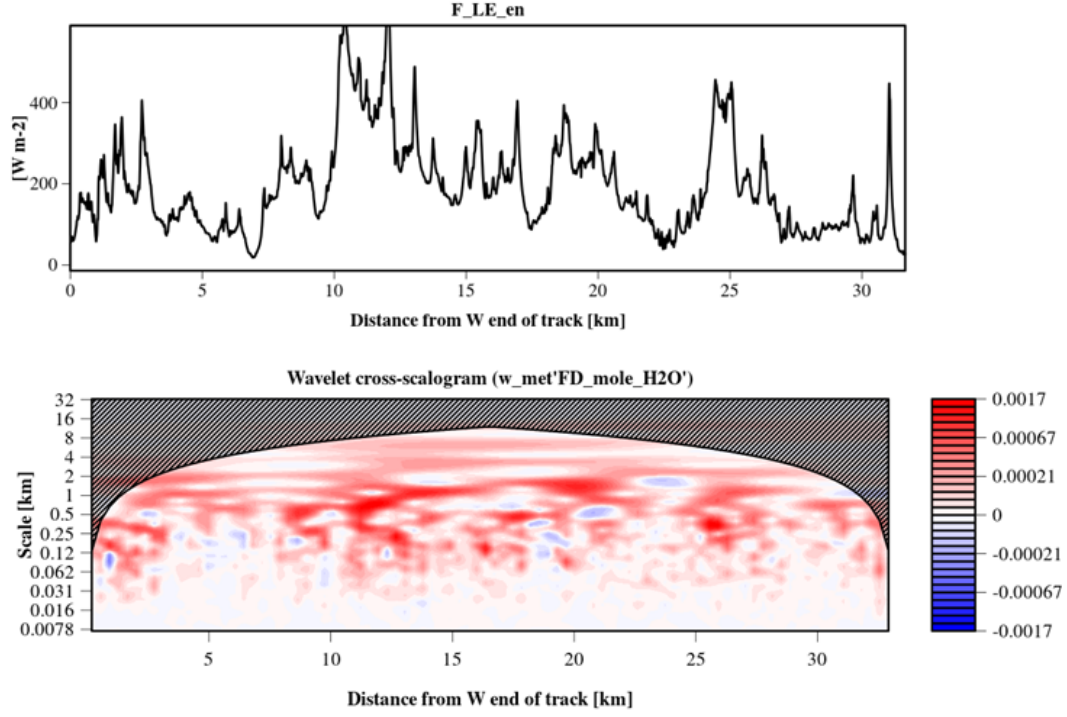 F_LE_en
[W m-2]
400
200
0
0 5 10 15 20 25 30
Distance from W end of track [km]
Wavelet cross-scalogram (w_met'FD_mole_H2O')
Scale [km]
32
16
8
4
2
1
0.5
0.25
0.12
0.062
0.031
0.016
0.0078
5 10 15 20 25 30
Distance from W end of track [km]
0.0017
0.00067
0.00021
0
-0.00021
-0.00067
-0.0017